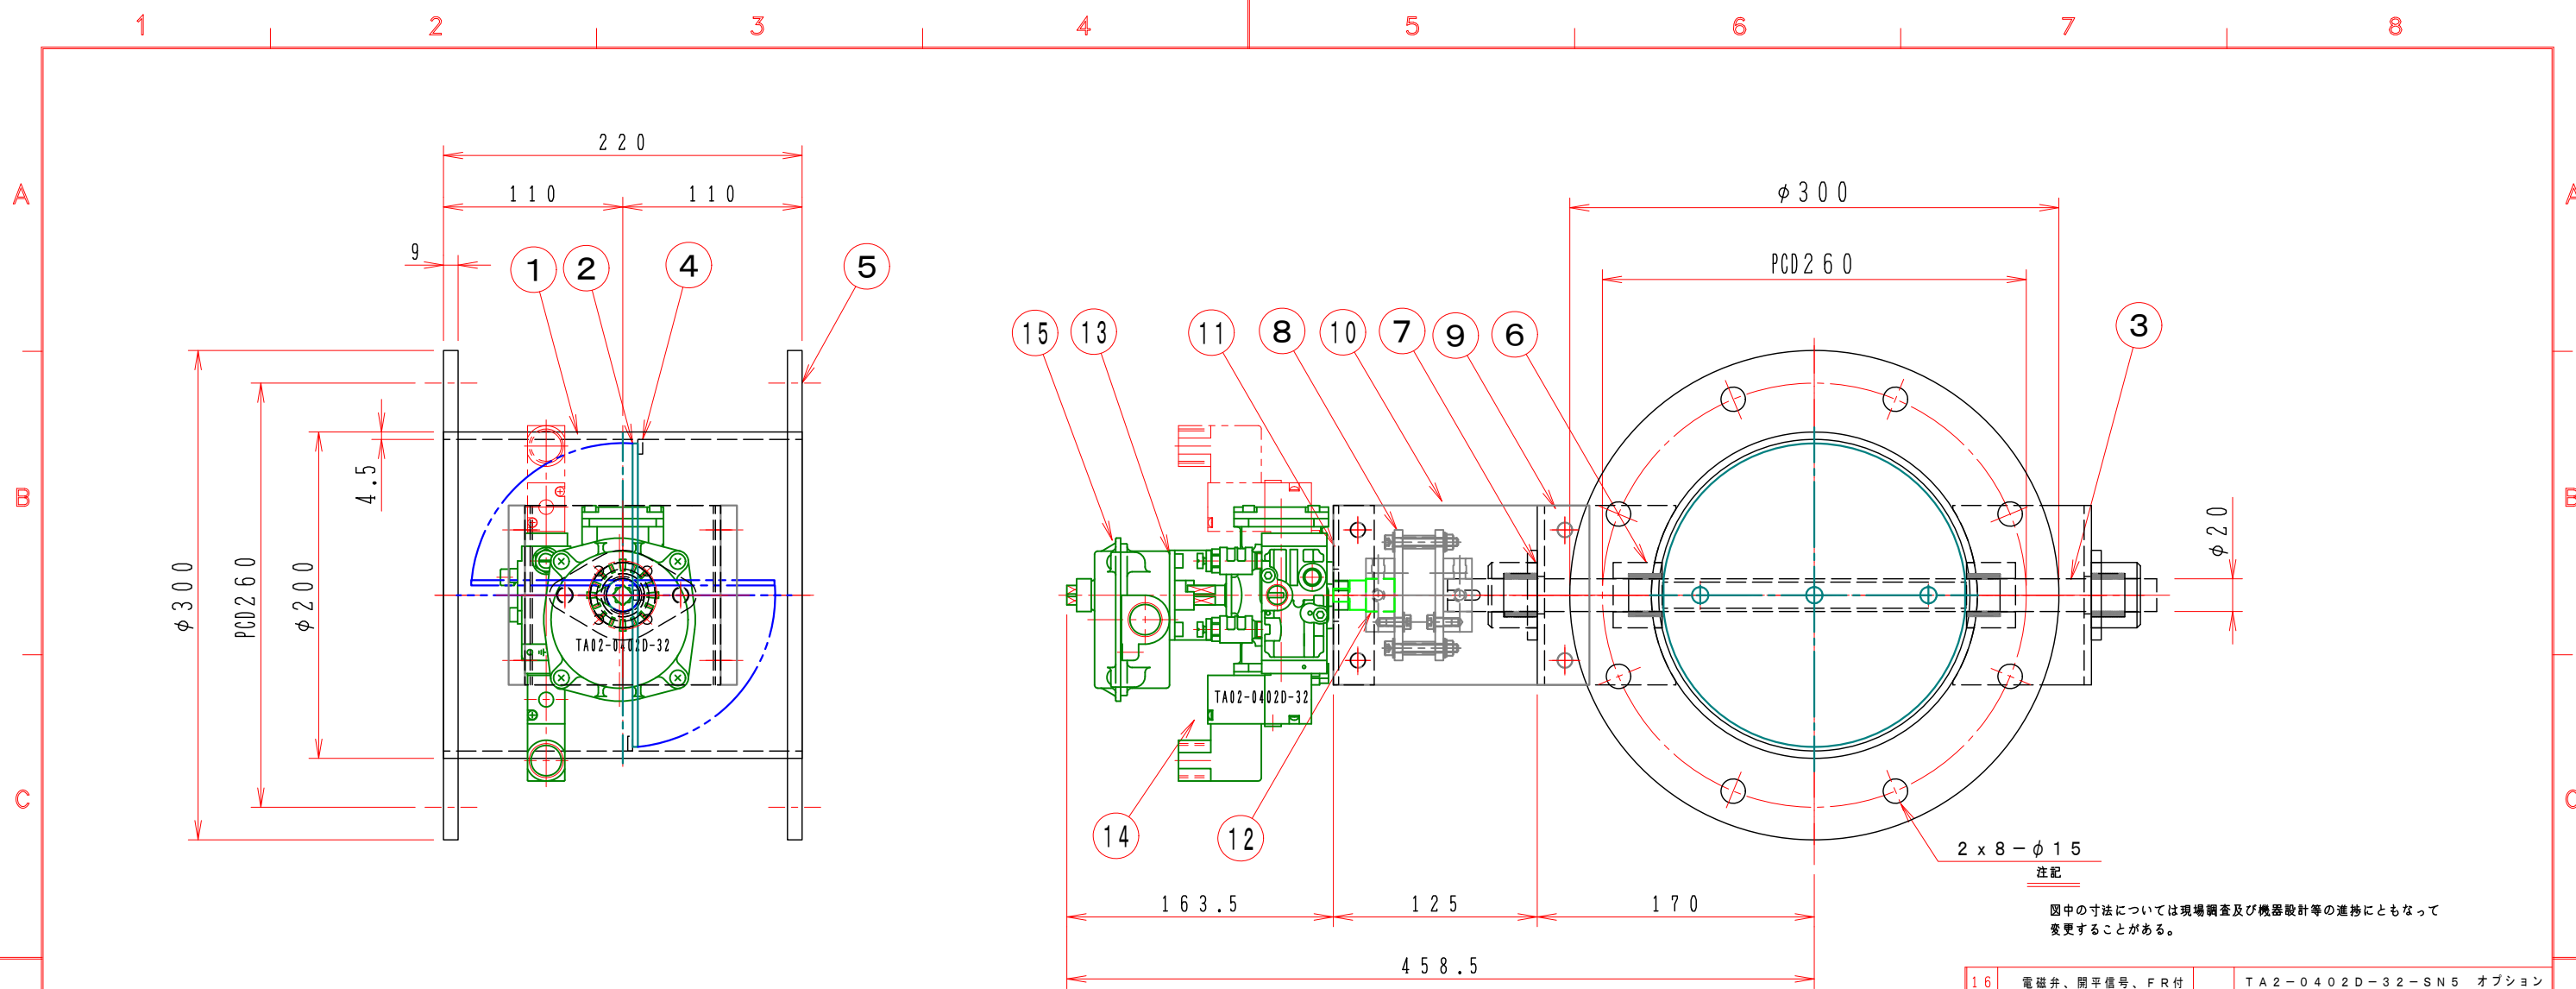 1 2 3 4 5 6 7 8
A A
220
110 110
9
1 2 4 5
φ300
PCD260
15 13 11 8 10 7 9 6 3
4.5
φ200
PCD260
φ300
B B
φ20
TA02-0402D-32
TA02-0402D-32
C C
14 12
2x8-φ15
注記
163.5 125 170
図中の寸法については現場調査及び機器設計等の進捗にともなって
変更することがある。
458.5
16 電磁弁、開平信号、FR付 TA2-0402D-32-SN5 オプション